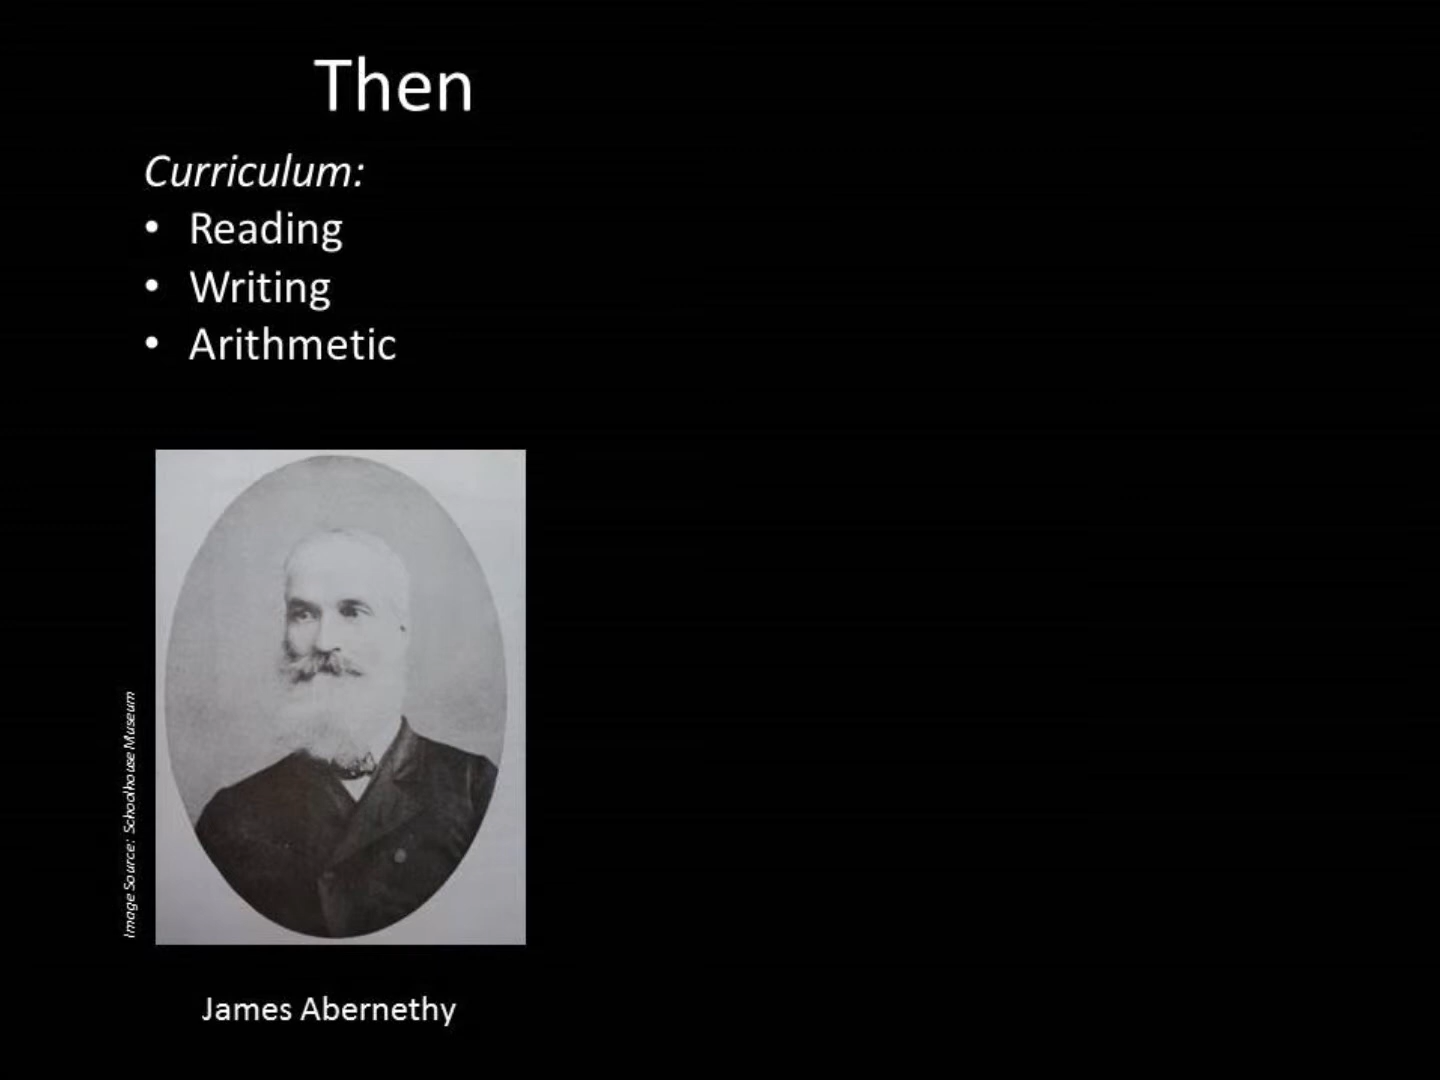 Then
Curriculum:
• Reading
• Writing
• Arithmetic
Image Source: Schoolhouse Museum
James Abernethy